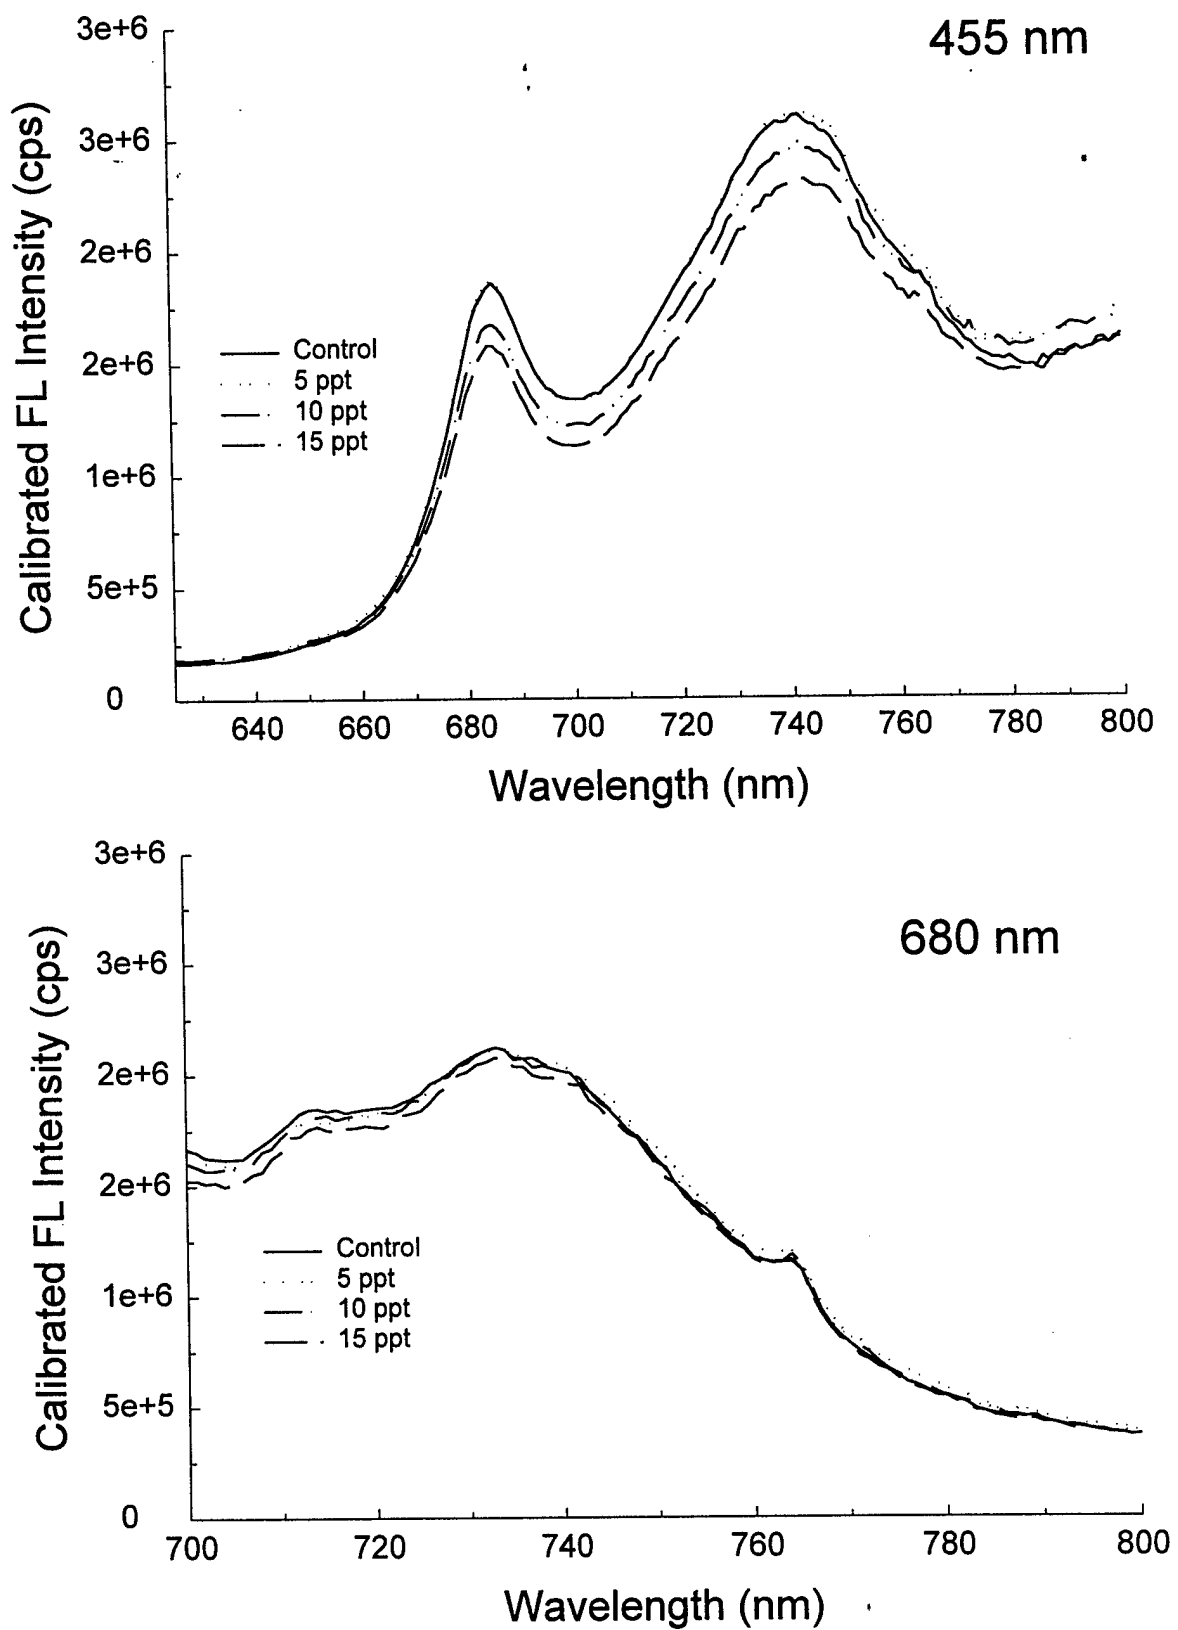 455 nm
3e+6
3e+6
2e+6
2e+6
1e+6
5e+5
0
Calibrated FL Intensity (cps)
Control
5 ppt
10 ppt
15 ppt
640 660 680 700 720 740 760 780 800
Wavelength (nm)
680 nm
3e+6
3e+6
2e+6
2e+6
1e+6
5e+5
0
Calibrated FL Intensity (cps)
Control
5 ppt
10 ppt
15 ppt
700 720 740 760 780 800
Wavelength (nm)